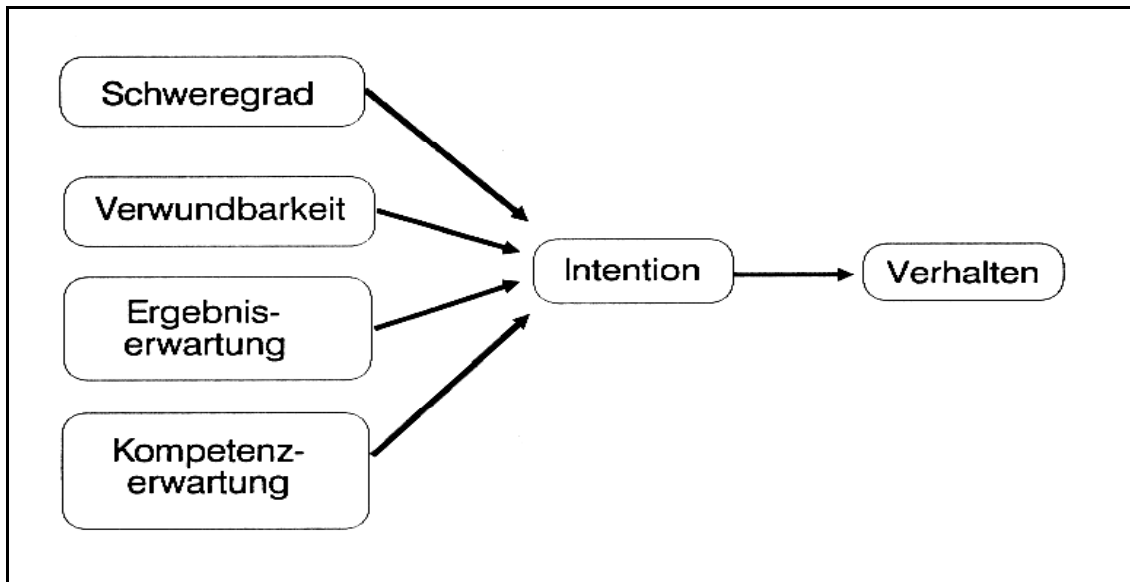 Schweregrad
Verwundbarkeit
Ergebnis-
erwartung
Kompetenz-
erwartung
Intention
Verhalten